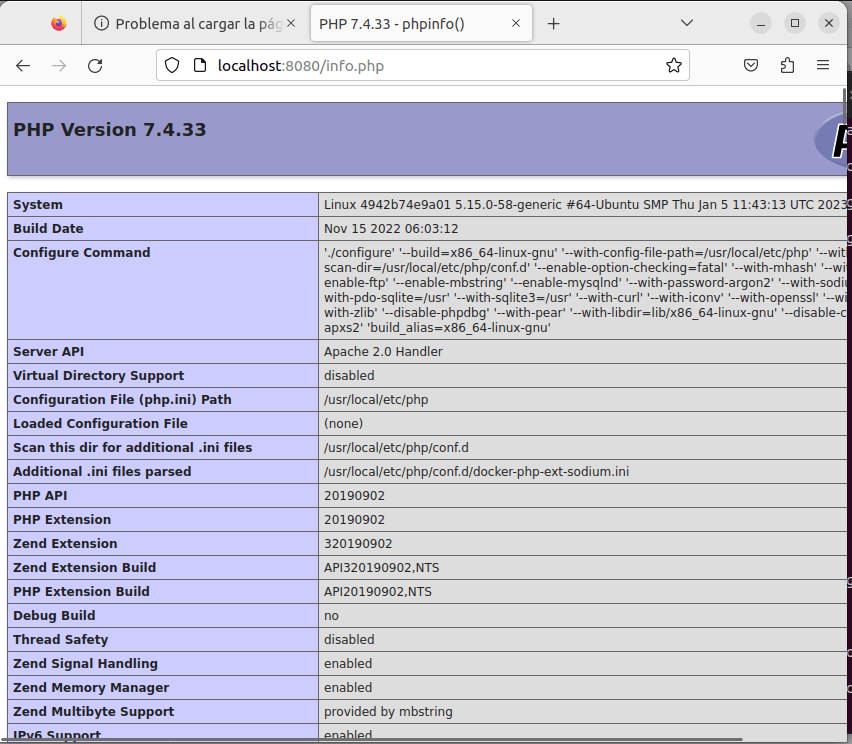 Problema al cargar la pág
PHP 7.4.33 - phpinfo()
localhost:8080/info.php
PHP Version 7.4.33
System Linux 4942b74e9a01 5.15.0-58-generic #64-Ubuntu SMP Thu Jan 5 11:43:13 UTC 2023
Build Date Nov 15 2022 06:03:12
Configure Command './configure' '--build=x86_64-linux-gnu' '--with-config-file-path=/usr/local/etc/php' '--with
scan-dir=/usr/local/etc/php/conf.d' '--enable-option-checking=fatal' '--with-mhash' '--wi
enable-ftp' '--enable-mbstring' '--enable-mysqlnd' '--with-password-argon2' '--with-sodiu
with-pdo-sqlite=/usr' '--with-sqlite3=/usr' '--with-curl' '--with-iconv' '--with-openssl' '--wi
with-zlib' '--disable-phpdbg' '--with-pear' '--with-libdir=lib/x86_64-linux-gnu' '--disable-c
apxs2' 'build_alias=x86_64-linux-gnu'
Server API Apache 2.0 Handler
Virtual Directory Support disabled
Configuration File (php.ini) Path /usr/local/etc/php
Loaded Configuration File (none)
Scan this dir for additional .ini files /usr/local/etc/php/conf.d
Additional .ini files parsed /usr/local/etc/php/conf.d/docker-php-ext-sodium.ini
PHP API 20190902
PHP Extension 20190902
Zend Extension 320190902
Zend Extension Build API320190902,NTS
PHP Extension Build API20190902,NTS
Debug Build no
Thread Safety disabled
Zend Signal Handling enabled
Zend Memory Manager enabled
Zend Multibyte Support provided by mbstring
IPv6 Support enabled